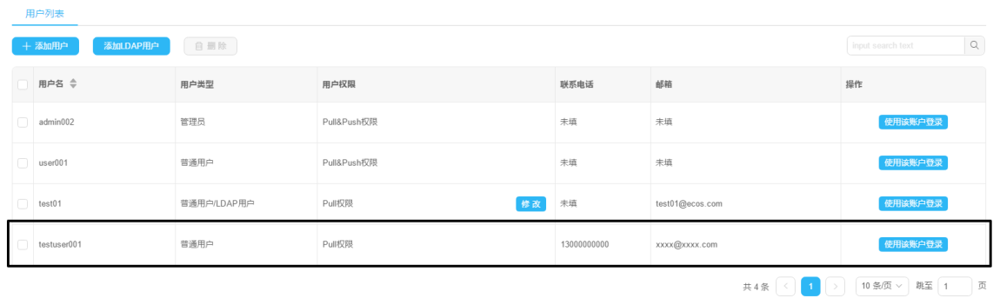 用户列表
添加用户 添加LDAP用户 删 除 input search text
用户名 用户类型 用户权限 联系电话 邮箱 操作
admin002 管理员 Pull&Push权限 未填 未填 使用该账户登录
user001 普通用户 Pull&Push权限 未填 未填 使用该账户登录
test01 普通用户/LDAP用户 Pull权限 修 改 未填 test01@ecos.com 使用该账户登录
testuser001 普通用户 Pull权限 13000000000 xxxx@xxxx.com 使用该账户登录
共 4 条 < 1 > 10 条/页 跳至 1 页